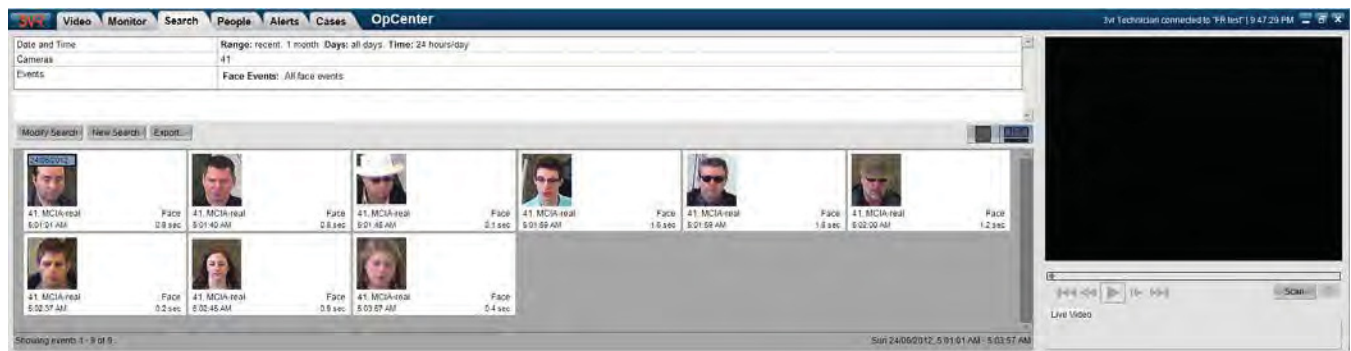 3VR Video Monitor Search People Alerts Cases OpCenter 3vr Technician connected to "FR test" | 9:47:29 PM
Date and Time Range: recent. 1 month Days: all days. Time: 24 hours/day
Cameras 41
Events Face Events: All face events
Modify Search New Search Export...
24/06/2012
41. MCIA-real Face 41. MCIA-real Face 41. MCIA-real Face 41. MCIA-real Face 41. MCIA-real Face 41. MCIA-real Face
5:01:01 AM 0.8 sec 5:01:40 AM 0.8 sec 5:01:45 AM 0.1 sec 5:01:59 AM 1.6 sec 5:01:59 AM 1.6 sec 5:02:00 AM 1.2 sec
41. MCIA-real Face 41. MCIA-real Face 41. MCIA-real Face
5:02:37 AM 0.2 sec 5:02:45 AM 0.9 sec 5:03:57 AM 0.4 sec
Scan
Live Video
Showing events 1 - 9 of 9 Sun 24/06/2012, 5:01:01 AM - 5:03:57 AM